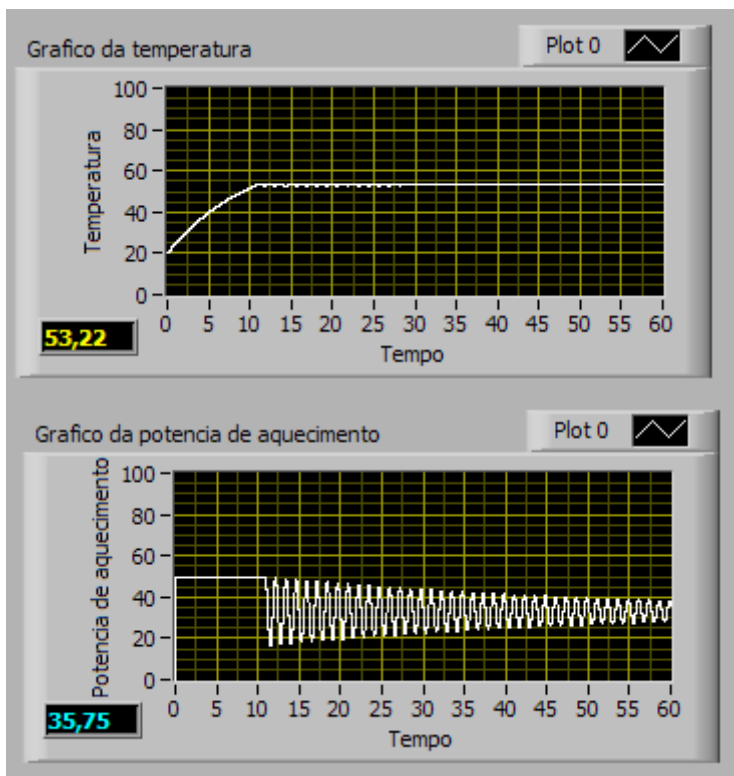 Grafico da temperatura
Plot 0
Temperatura
100
80
60
40
20
0
0 5 10 15 20 25 30 35 40 45 50 55 60
Tempo
53,22
Grafico da potencia de aquecimento
Plot 0
Potencia de aquecimento
100
80
60
40
20
0
0 5 10 15 20 25 30 35 40 45 50 55 60
Tempo
35,75